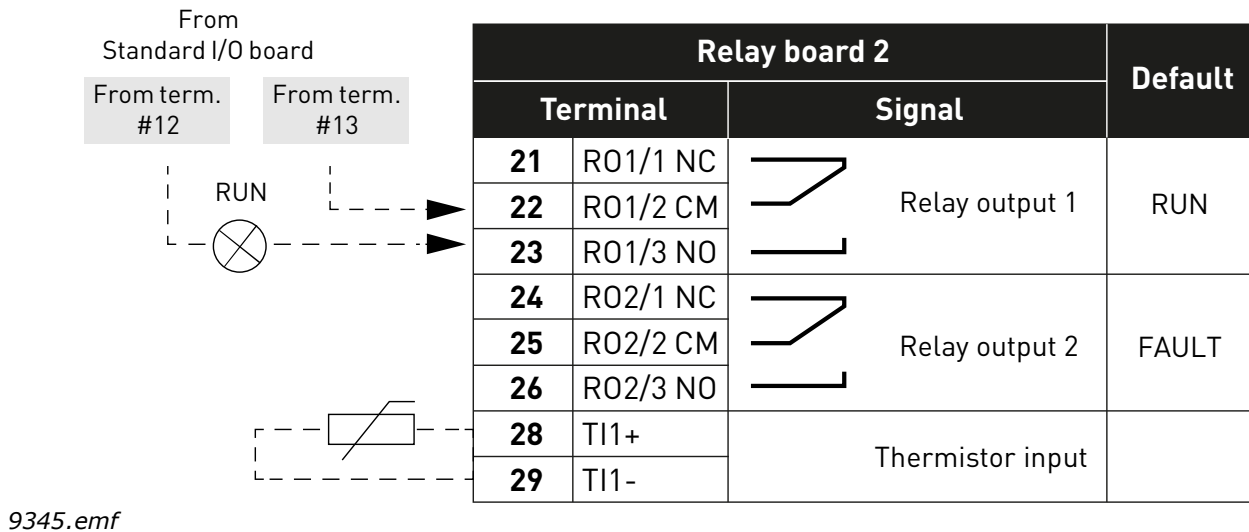 From
Standard I/O board
From term.
#12
From term.
#13
RUN
Relay board 2
Default
Terminal
Signal
21 RO1/1 NC
22 RO1/2 CM
23 RO1/3 NO
Relay output 1
RUN
24 RO2/1 NC
25 RO2/2 CM
26 RO2/3 NO
Relay output 2
FAULT
28 TI1+
29 TI1-
Thermistor input
9345.emf